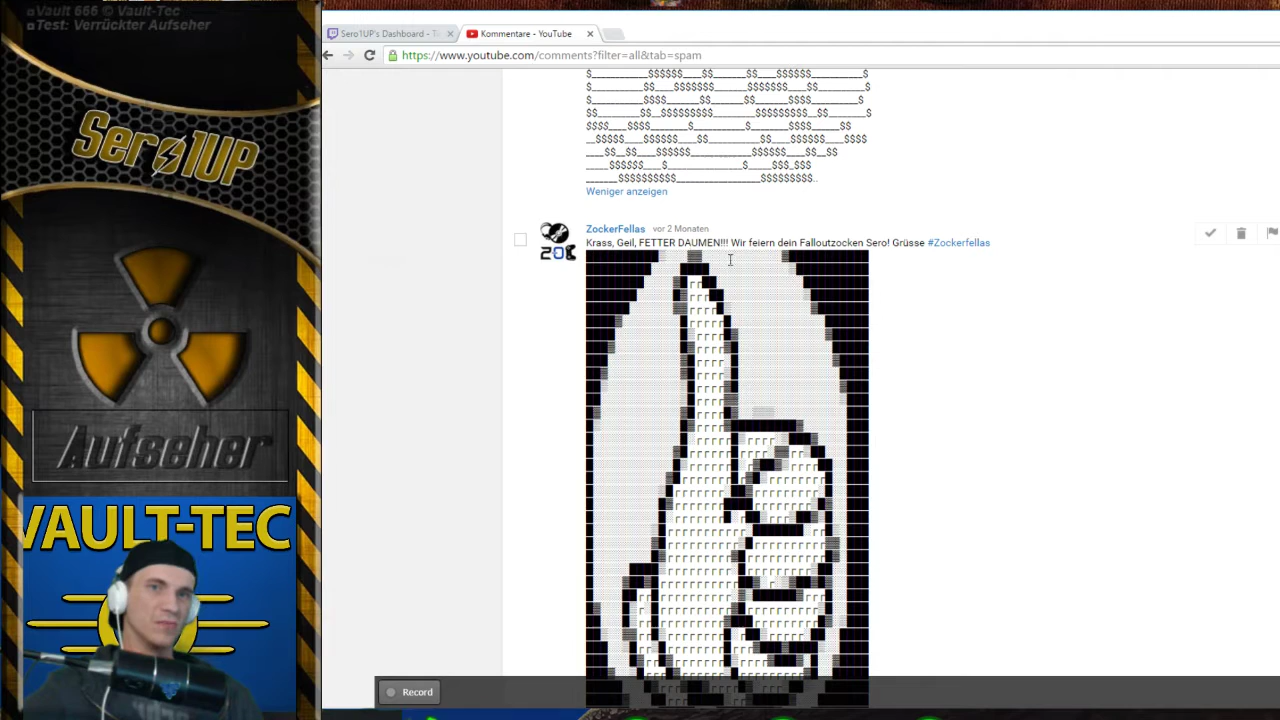 Vault 666 © Vault-Tec
Test: Verrückter Aufseher
Sero1UP
Aufseher
VAULT-TEC
Sero1UP's Dashboard - T
Kommentare - YouTube
https://www.youtube.com/comments?filter=all&tab=spam
Weniger anzeigen
ZockerFellas vor 2 Monaten
Krass, Geil, FETTER DAUMEN!!! Wir feiern dein Falloutzocken Sero! Grüsse #Zockerfellas
Record